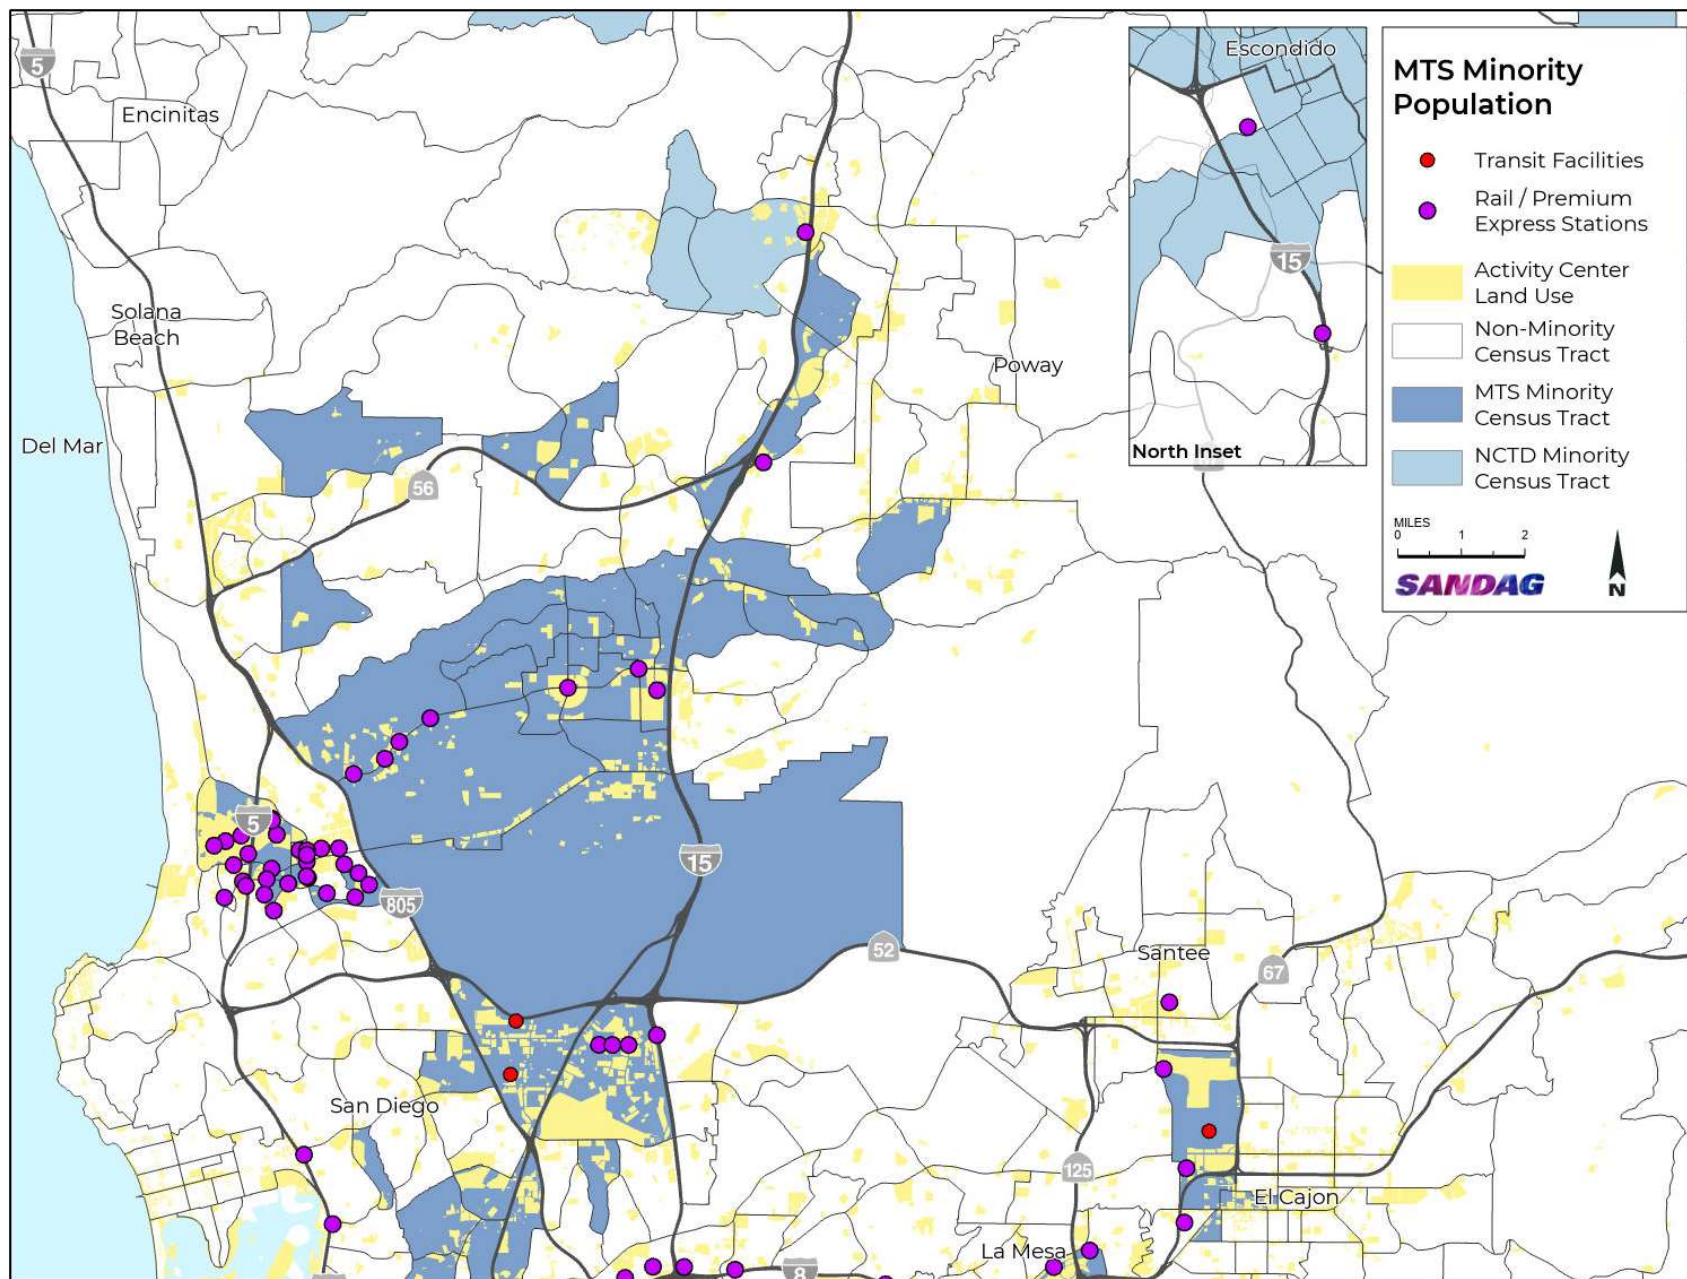 5
Encinitas
Escondido
MTS Minority
Population
Transit Facilities
Rail / Premium
Express Stations
15
Activity Center
Land Use
Solana
Beach
Non-Minority
Census Tract
Poway
MTS Minority
Census Tract
Del Mar
North Inset
NCTD Minority
Census Tract
56
MILES
0 1 2
SANDAG
N
5
15
805
52
Santee
67
San Diego
125
El Cajon
La Mesa
8